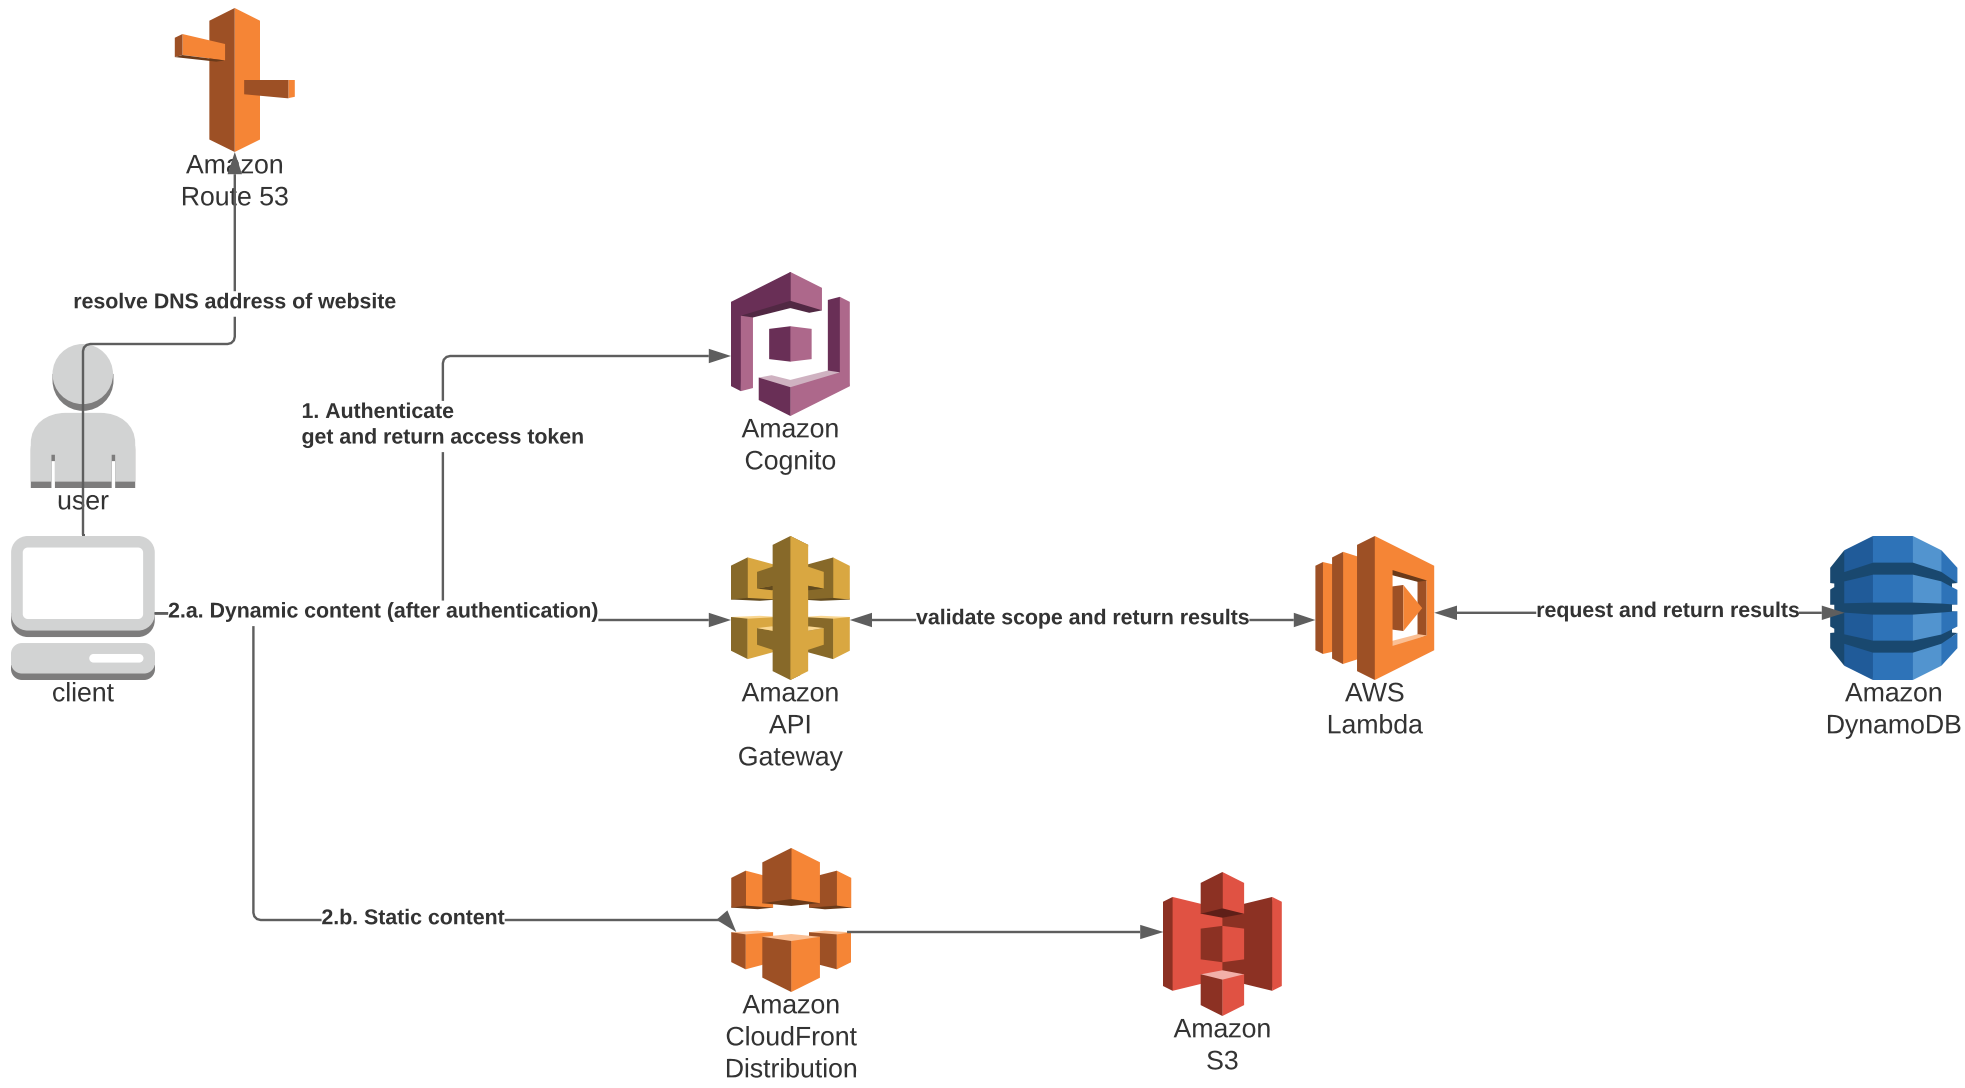 Amazon
Route 53
resolve DNS address of website
1. Authenticate
get and return access token
Amazon
Cognito
user
2.a. Dynamic content (after authentication)
validate scope and return results
request and return results
client
Amazon
API
Gateway
AWS
Lambda
Amazon
DynamoDB
2.b. Static content
Amazon
CloudFront
Distribution
Amazon
S3